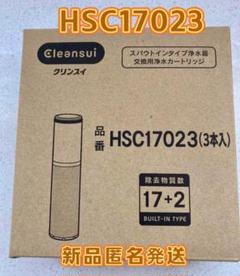 HSC17023
Cleansui
クリンスイ
スパウトインタイプ浄水器
交換用浄水カートリッジ
品番 HSC17023(3本入)
除去物質数
17+2
BUILT-IN TYPE
新品匿名発送